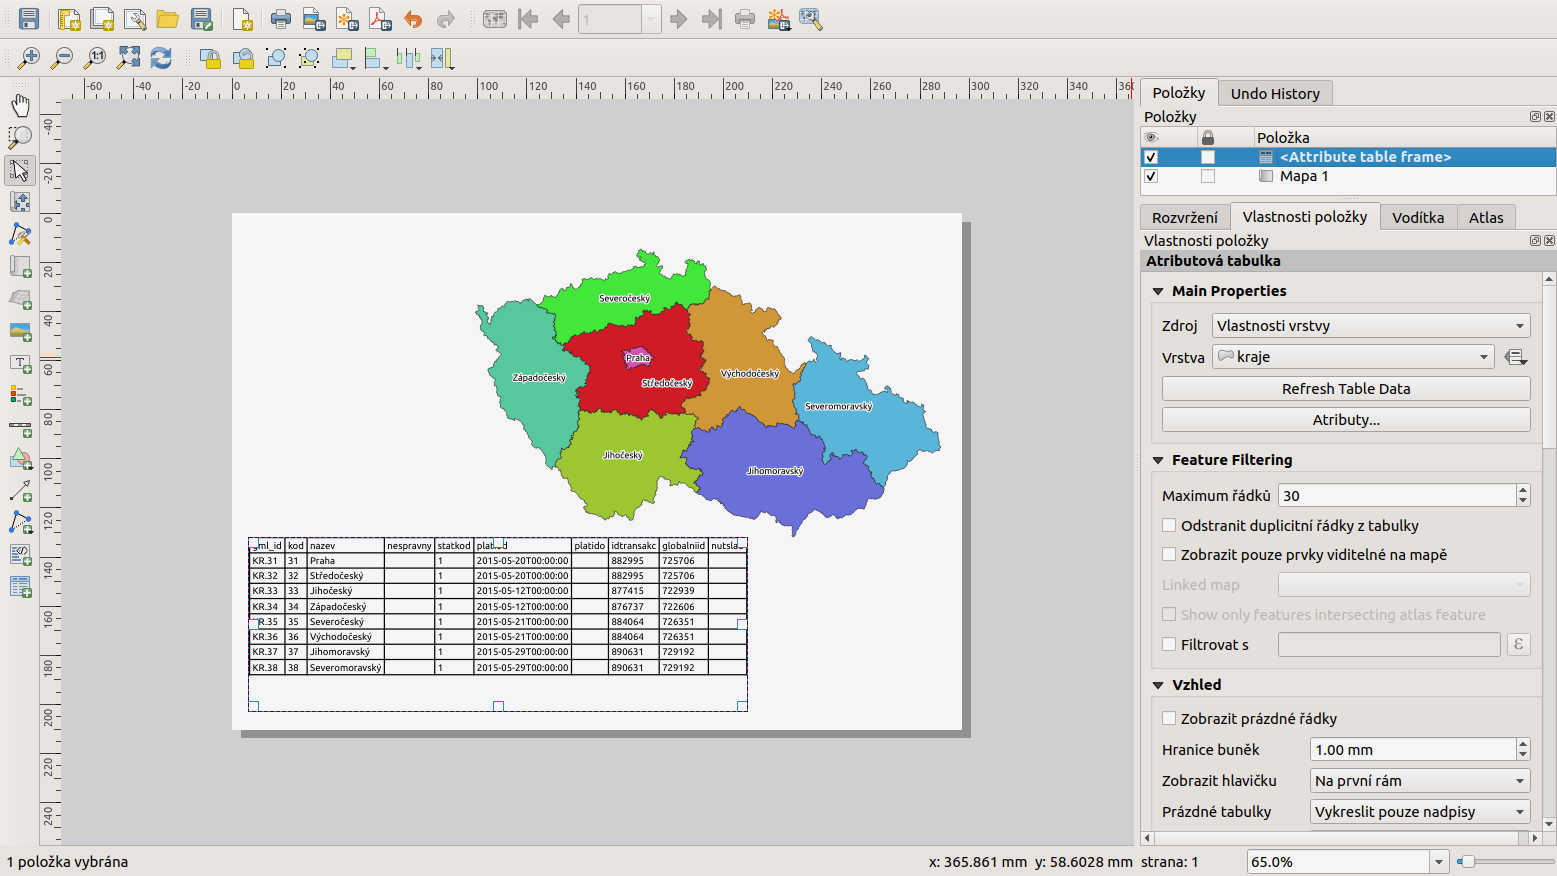 1
-60
-40
-20
0
20
40
60
80
100
120
140
160
180
200
220
240
260
280
300
320
340
360
-40
-20
0
20
40
60
80
100
120
140
160
180
200
220
240
Severočeský
Praha
Západočeský
Středočeský
Východočeský
Severomoravský
Jihočeský
Jihomoravský
gml_id kod nazev nespravny statkod platido idtransakc globalniid
KR.31 31 Praha 1 2015-05-20T00:00:00 882995 725706
KR.32 32 Středočeský 1 2015-05-20T00:00:00 882995 725706
KR.33 33 Jihočeský 1 2015-05-12T00:00:00 877415 722939
KR.34 34 Západočeský 1 2015-05-12T00:00:00 876737 722606
KR.35 35 Severočeský 1 2015-05-21T00:00:00 884064 726351
KR.36 36 Východočeský 1 2015-05-21T00:00:00 884064 726351
KR.37 37 Jihomoravský 1 2015-05-29T00:00:00 890631 729192
KR.38 38 Severomoravský 1 2015-05-29T00:00:00 890631 729192
Položky Undo History
Položky
Položka
<Attribute table frame>
Mapa 1
Rozvržení Vlastnosti položky Vodítka Atlas
Vlastnosti položky
Atributová tabulka
Main Properties
Zdroj Vlastnosti vrstvy
Vrstva kraje
Refresh Table Data
Atributy...
Feature Filtering
Maximum řádků 30
Odstranit duplicitní řádky z tabulky
Zobrazit pouze prvky viditelné na mapě
Linked map
Show only features intersecting atlas feature
Filtrovat s ε
Vzhled
Zobrazit prázdné řádky
Hranice buněk 1.00 mm
Zobrazit hlavičku Na první rám
Prázdné tabulky Vykreslit pouze nadpisy
1 položka vybrána x: 365.861 mm y: 58.6028 mm strana: 1 65.0%